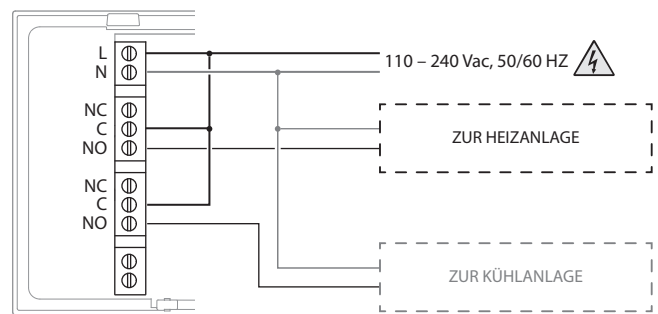 L
N
110 – 240 Vac, 50/60 HZ
NC
C
NO
ZUR HEIZANLAGE
NC
C
NO
ZUR KÜHLANLAGE